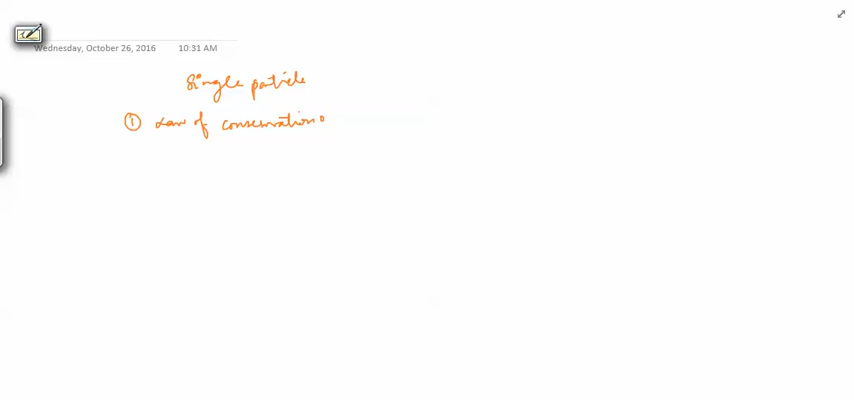 Wednesday, October 26, 2016 10:31 AM
Single particle
① Law of conservation o